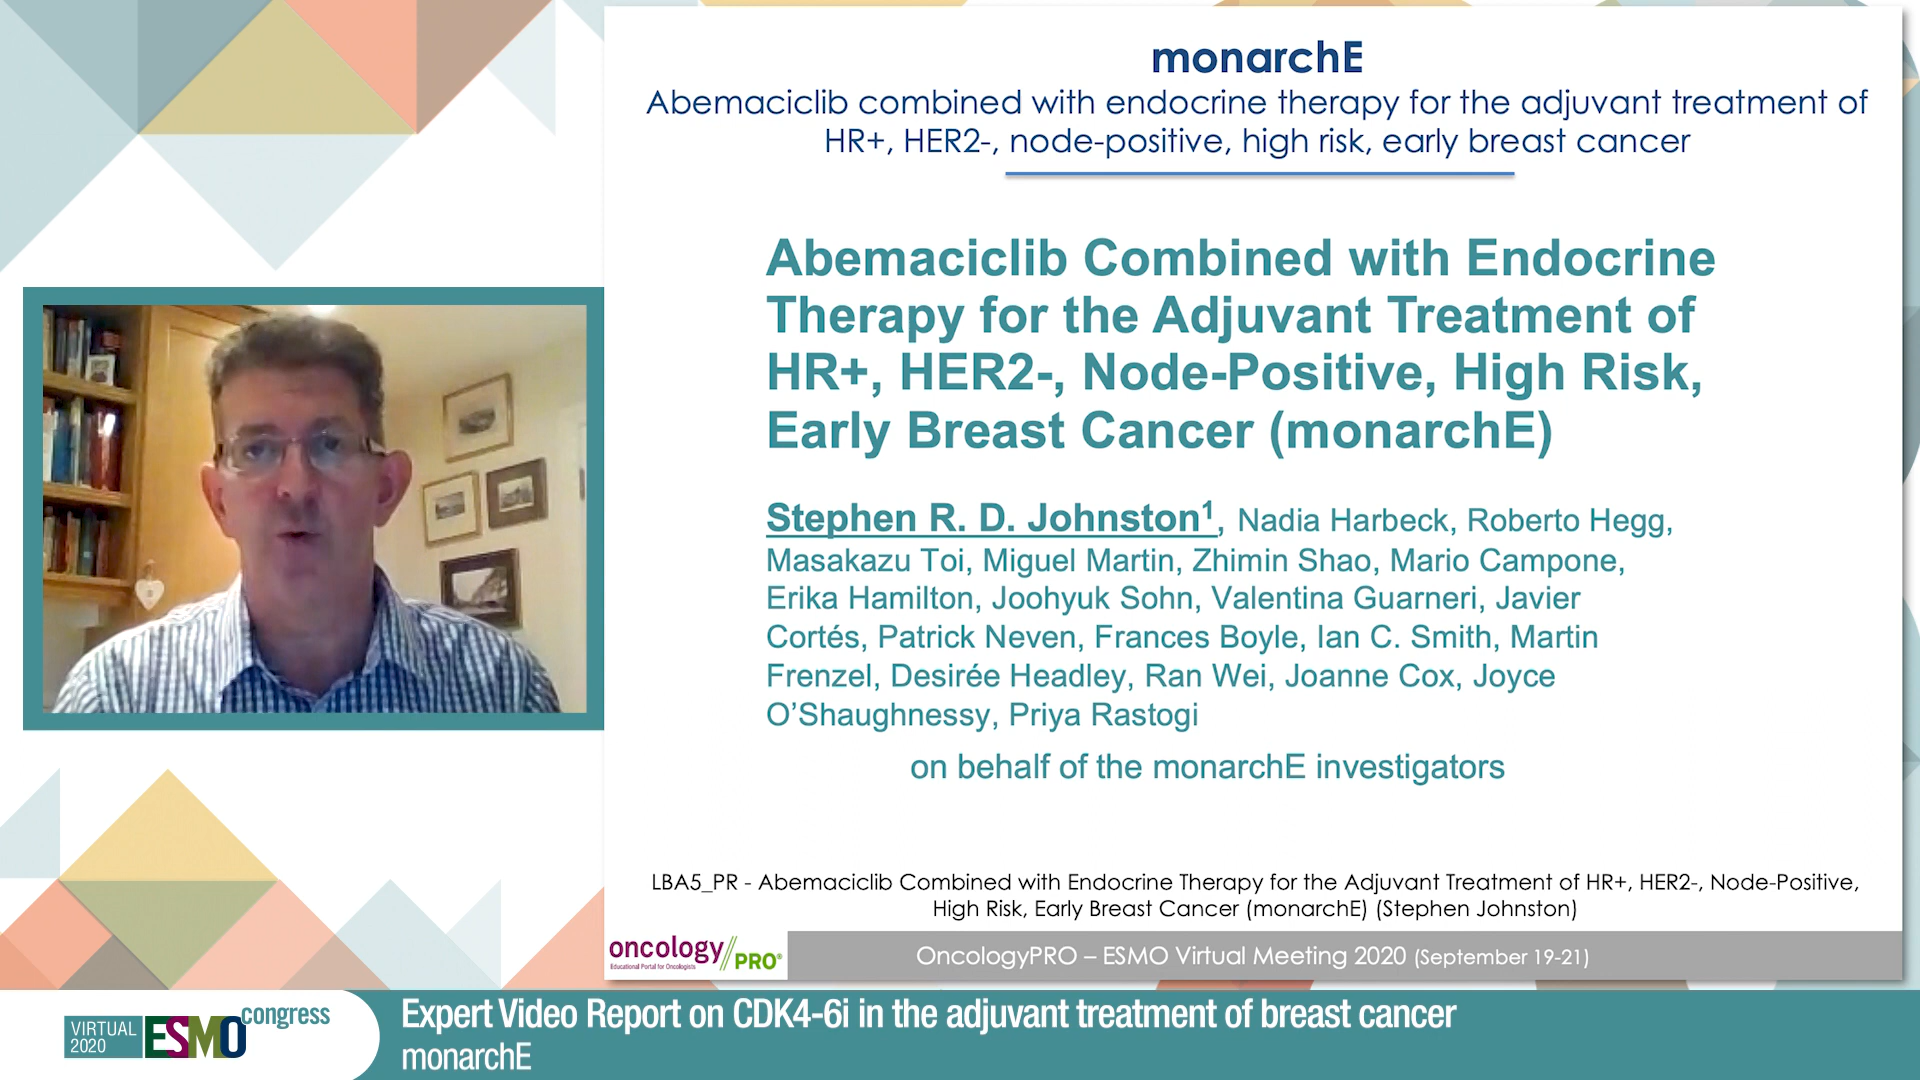 monarchE
Abemaciclib combined with endocrine therapy for the adjuvant treatment of
HR+, HER2-, node-positive, high risk, early breast cancer
Abemaciclib Combined with Endocrine
Therapy for the Adjuvant Treatment of
HR+, HER2-, Node-Positive, High Risk,
Early Breast Cancer (monarchE)
Stephen R. D. Johnston¹, Nadia Harbeck, Roberto Hegg,
Masakazu Toi, Miguel Martin, Zhimin Shao, Mario Campone,
Erika Hamilton, Joohyuk Sohn, Valentina Guarneri, Javier
Cortés, Patrick Neven, Frances Boyle, Ian C. Smith, Martin
Frenzel, Desirée Headley, Ran Wei, Joanne Cox, Joyce
O’Shaughnessy, Priya Rastogi
on behalf of the monarchE investigators
LBA5_PR - Abemaciclib Combined with Endocrine Therapy for the Adjuvant Treatment of HR+, HER2-, Node-Positive,
High Risk, Early Breast Cancer (monarchE) (Stephen Johnston)
oncology//PRO®
Educational Portal for Oncologists
OncologyPRO – ESMO Virtual Meeting 2020 (September 19-21)
VIRTUAL
2020
ESMO congress
Expert Video Report on CDK4-6i in the adjuvant treatment of breast cancer
monarchE